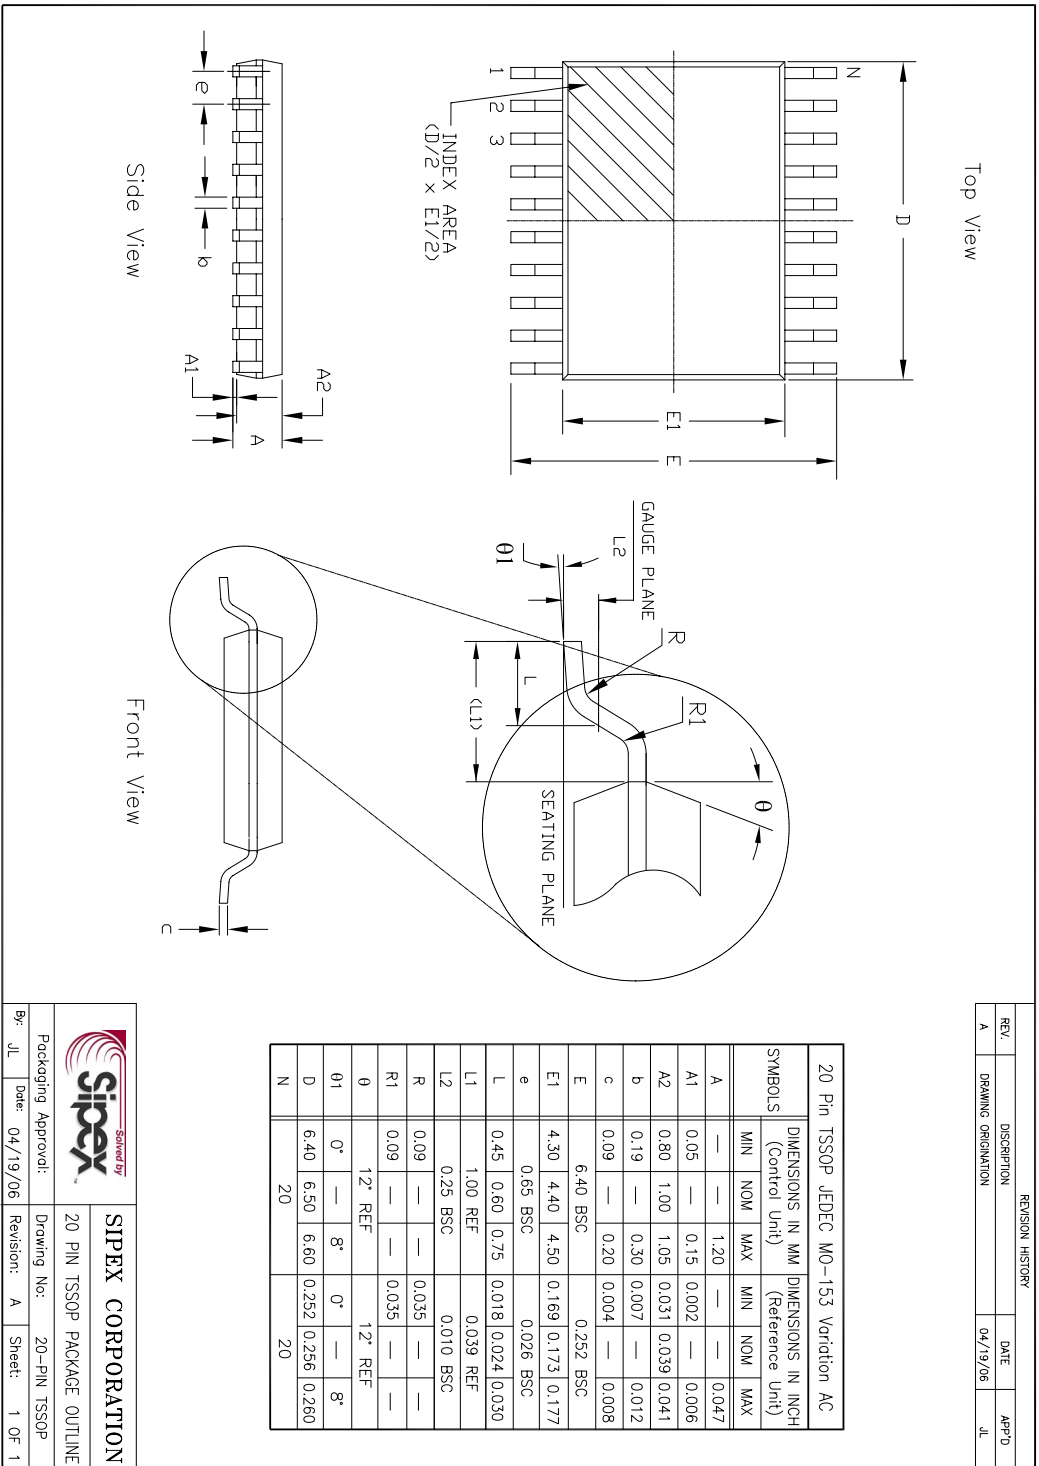 Top View
N
D
1
2
3
INDEX AREA
(D/2 x E1/2)
E1
E
Side View
e
b
A1
A2
A
Front View
c
GAUGE PLANE
L2
θ1
R
R1
L
(L1)
θ
SEATING PLANE
REVISION HISTORY
REV. DISCRIPTION DATE APP'D
A DRAWING ORIGINATION 04/19/06 JL
20 Pin TSSOP JEDEC MO-153 Variation AC
SYMBOLS DIMENSIONS IN MM (Control Unit) DIMENSIONS IN INCH (Reference Unit)
MIN NOM MAX MIN NOM MAX
A — — 1.20 — — 0.047
A1 0.05 — 0.15 0.002 — 0.006
A2 0.80 1.00 1.05 0.031 0.039 0.041
b 0.19 — 0.30 0.007 — 0.012
c 0.09 — 0.20 0.004 — 0.008
E 6.40 BSC 0.252 BSC
E1 4.30 4.40 4.50 0.169 0.173 0.177
e 0.65 BSC 0.026 BSC
L 0.45 0.60 0.75 0.018 0.024 0.030
L1 1.00 REF 0.039 REF
L2 0.25 BSC 0.010 BSC
R 0.09 — — 0.035 — —
R1 0.09 — — 0.035 — —
θ 12° REF 12° REF
θ1 0° — 8° 0° — 8°
D 6.40 6.50 6.60 0.252 0.256 0.260
N 20 20
Solved by
Sipex™
SIPEX CORPORATION
20 PIN TSSOP PACKAGE OUTLINE
Packaging Approval: Drawing No: 20-PIN TSSOP
By: JL Date: 04/19/06 Revision: A Sheet: 1 OF 1